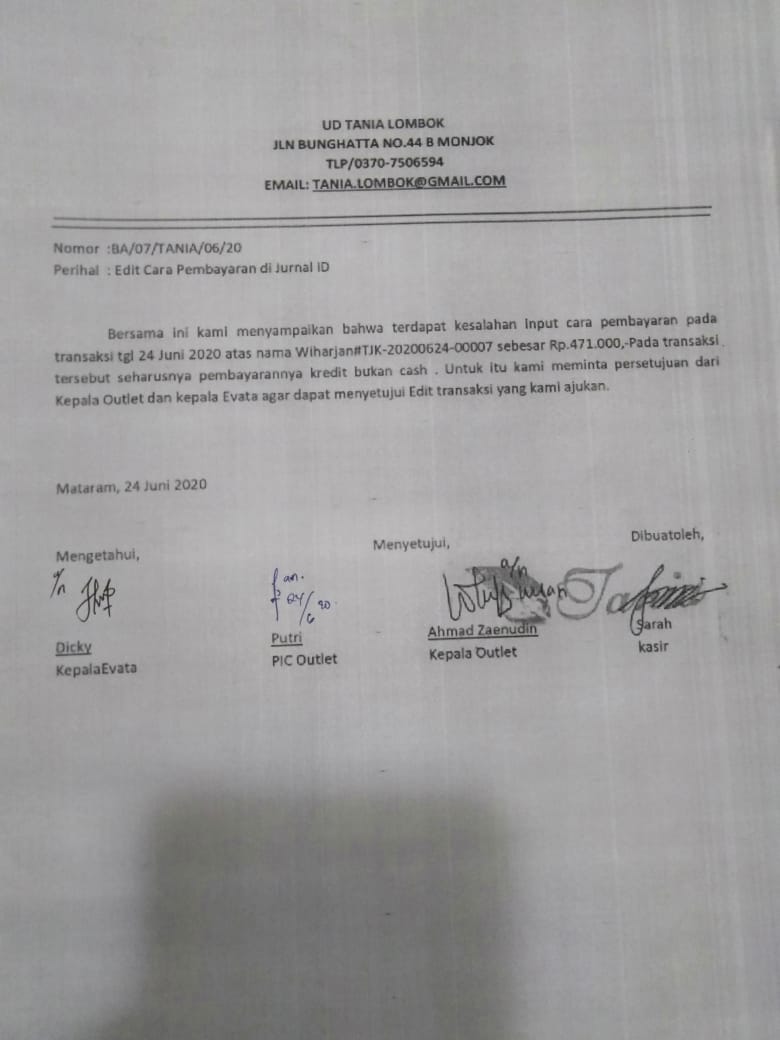 UD TANIA LOMBOK
JLN BUNGHATTA NO.44 B MONJOK
TLP/0370-7506594
EMAIL: TANIA.LOMBOK@GMAIL.COM
Nomor :BA/07/TANIA/06/20
Perihal : Edit Cara Pembayaran di Jurnal ID
Bersama ini kami menyampaikan bahwa terdapat kesalahan input cara pembayaran pada
transaksi tgl 24 Juni 2020 atas nama Wiharjan#TJK-20200624-00007 sebesar Rp.471.000,-Pada transaksi
tersebut seharusnya pembayarannya kredit bukan cash . Untuk itu kami meminta persetujuan dari
Kepala Outlet dan kepala Evata agar dapat menyetujui Edit transaksi yang kami ajukan.
Mataram, 24 Juni 2020
Mengetahui,
Menyetujui,
Dibuatoleh,
a/n
an.
24/6 20.
a/n
Dicky
Putri
Ahmad Zaenudin
Sarah
KepalaEvata
PIC Outlet
Kepala Outlet
kasir